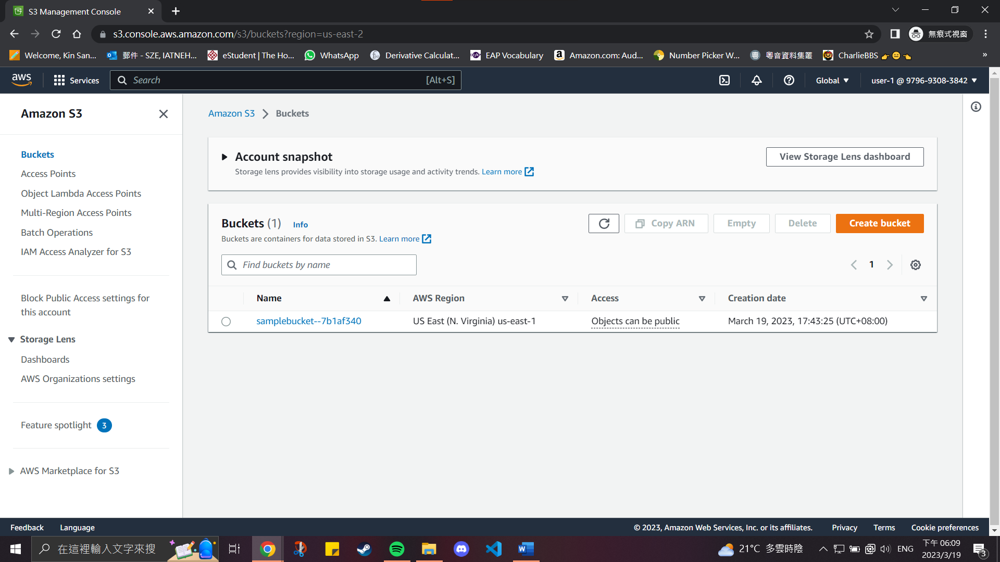 S3 Management Console
s3.console.aws.amazon.com/s3/buckets?region=us-east-2
無痕式視窗
Welcome, Kin San...
郵件 - SZE, IATNEH...
eStudent | The Ho...
WhatsApp
Derivative Calculat...
EAP Vocabulary
Amazon.com: Aud...
Number Picker W...
粵音資料集叢
CharlieBBS 👉😑👈
»
aws
Services
Search
[Alt+S]
Global
user-1 @ 9796-9308-3842
Amazon S3
Buckets
Access Points
Object Lambda Access Points
Multi-Region Access Points
Batch Operations
IAM Access Analyzer for S3
Block Public Access settings for
this account
Storage Lens
Dashboards
AWS Organizations settings
Feature spotlight 3
AWS Marketplace for S3
Amazon S3 > Buckets
Account snapshot
Storage lens provides visibility into storage usage and activity trends. Learn more
View Storage Lens dashboard
Buckets (1) Info
Buckets are containers for data stored in S3. Learn more
Copy ARN
Empty
Delete
Create bucket
Find buckets by name
1
Name AWS Region Access Creation date
samplebucket--7b1af340 US East (N. Virginia) us-east-1 Objects can be public March 19, 2023, 17:43:25 (UTC+08:00)
Feedback Language
© 2023, Amazon Web Services, Inc. or its affiliates. Privacy Terms Cookie preferences
在這裡輸入文字來搜
21°C 多雲時陰
ENG
下午 06:09
2023/3/19
3